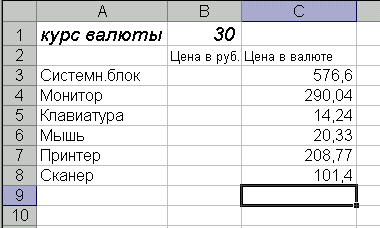 A B C
1 курс валюты 30
2 Цена в руб. Цена в валюте
3 Системн.блок 576,6
4 Монитор 290,04
5 Клавиатура 14,24
6 Мышь 20,33
7 Принтер 208,77
8 Сканер 101,4
9
10